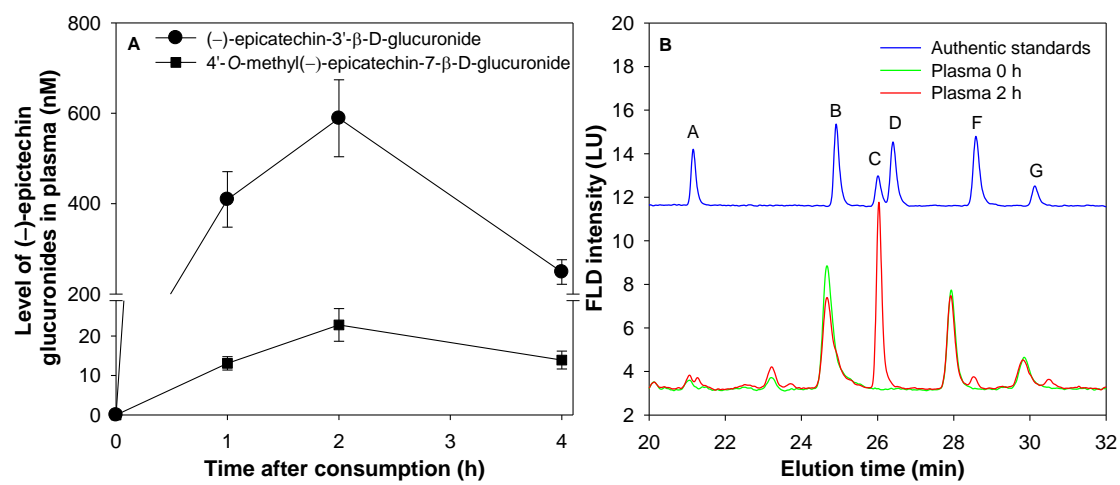 A
(−)-epicatechin-3'-β-D-glucuronide
4'-O-methyl(−)-epicatechin-7-β-D-glucuronide
Level of (−)-epictechin
glucuronides in plasma (nM)
800
600
400
200
20
10
0
0 1 2 3 4
Time after consumption (h)
B
Authentic standards
Plasma 0 h
Plasma 2 h
A
B
C
D
F
G
FLD intensity (LU)
20
18
16
14
12
10
8
6
4
2
20 22 24 26 28 30 32
Elution time (min)